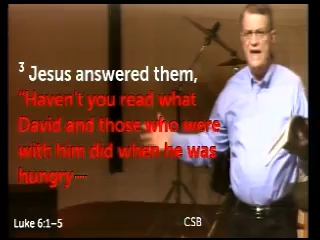 3 Jesus answered them,
"Haven't you read what
David and those who were
with him did when he was
hungry—
Luke 6:1–5
CSB